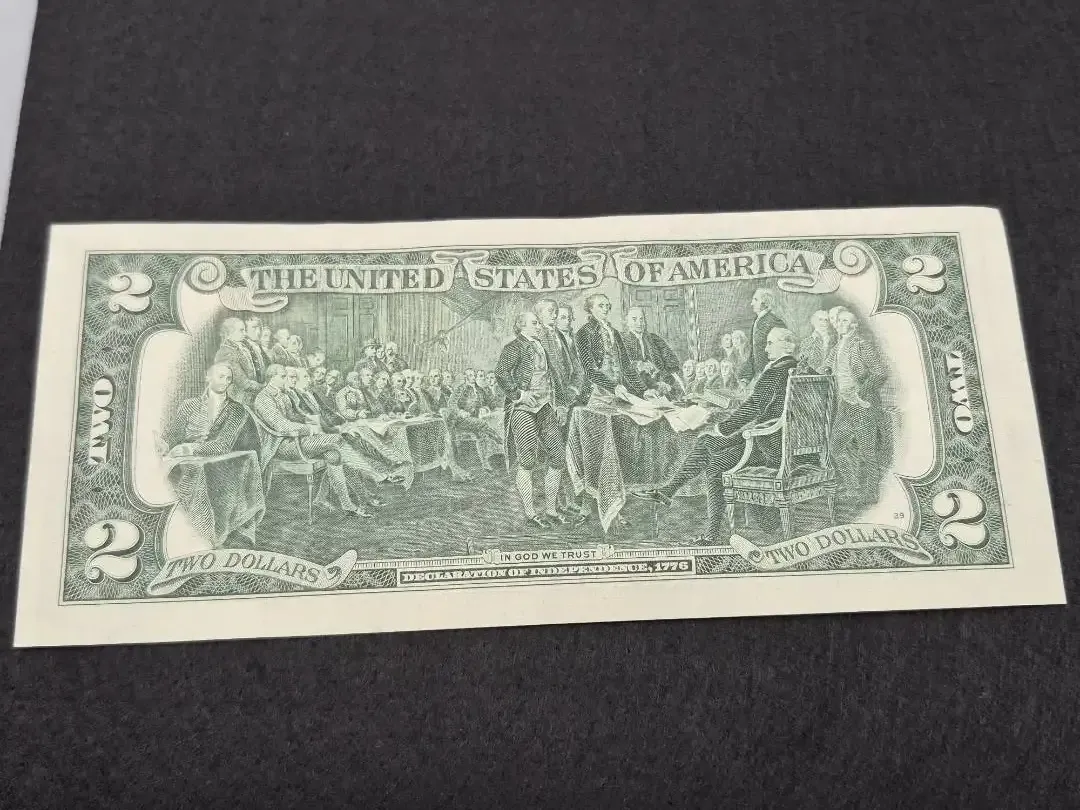 THE UNITED STATES OF AMERICA
2
2
TWO
TWO
2
2
39
TWO DOLLARS
TWO DOLLARS
IN GOD WE TRUST
DECLARATION OF INDEPENDENCE, 1776